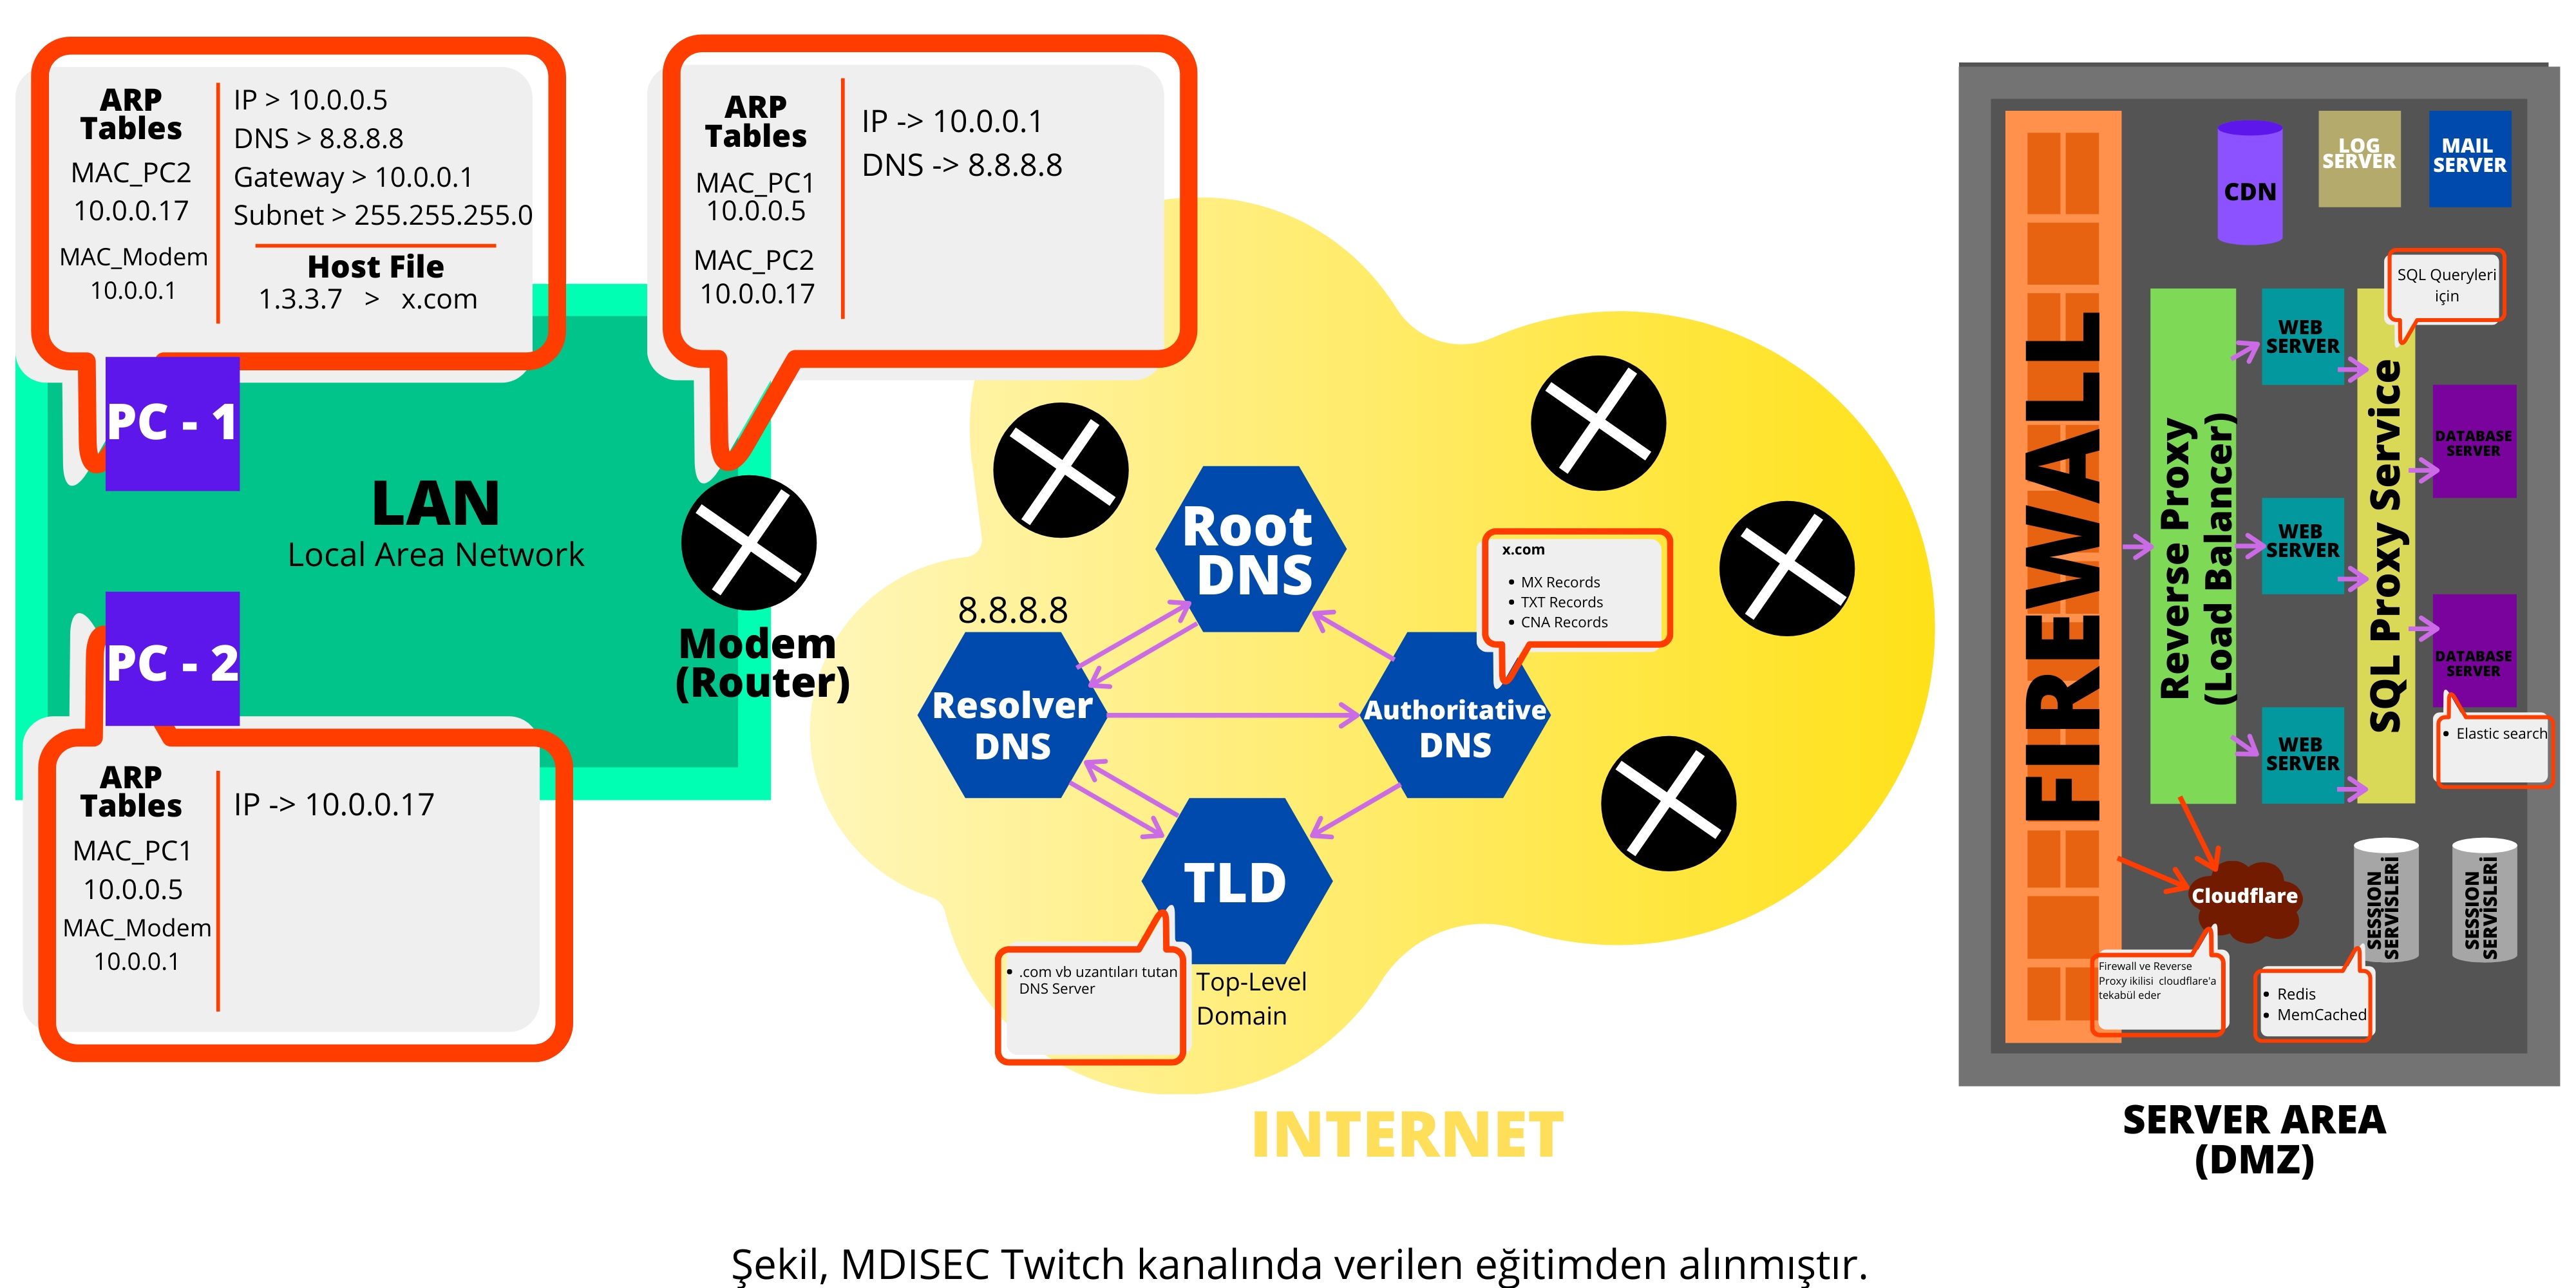 ARP
Tables
MAC_PC2
10.0.0.17
MAC_Modem
10.0.0.1
IP > 10.0.0.5
DNS > 8.8.8.8
Gateway > 10.0.0.1
Subnet > 255.255.255.0
Host File
1.3.3.7 > x.com
PC - 1
ARP
Tables
MAC_PC1
10.0.0.5
MAC_PC2
10.0.0.17
IP -> 10.0.0.1
DNS -> 8.8.8.8
LAN
Local Area Network
Modem
(Router)
PC - 2
ARP
Tables
MAC_PC1
10.0.0.5
MAC_Modem
10.0.0.1
IP -> 10.0.0.17
Root
DNS
8.8.8.8
Resolver
DNS
x.com
• MX Records
• TXT Records
• CNA Records
Authoritative
DNS
TLD
• .com vb uzantıları tutan
DNS Server
Top-Level
Domain
INTERNET
FIREWALL
CDN
LOG
SERVER
MAIL
SERVER
SQL Queryleri
için
Reverse Proxy
(Load Balancer)
WEB
SERVER
WEB
SERVER
WEB
SERVER
SQL Proxy Service
DATABASE
SERVER
DATABASE
SERVER
• Elastic search
Cloudflare
SESSION
SERVİSLERİ
SESSION
SERVİSLERİ
Firewall ve Reverse
Proxy ikilisi cloudflare'a
tekabül eder
• Redis
• MemCached
SERVER AREA
(DMZ)
Şekil, MDISEC Twitch kanalında verilen eğitimden alınmıştır.